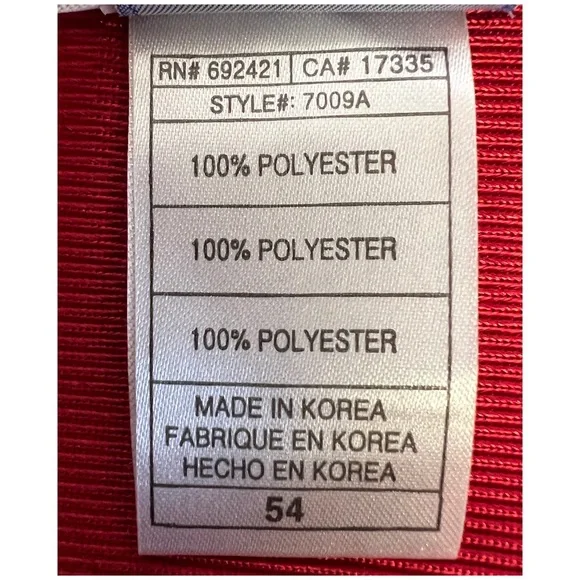 RN# 692421 | CA# 17335
STYLE#: 7009A
100% POLYESTER
100% POLYESTER
100% POLYESTER
MADE IN KOREA
FABRIQUE EN KOREA
HECHO EN KOREA
54